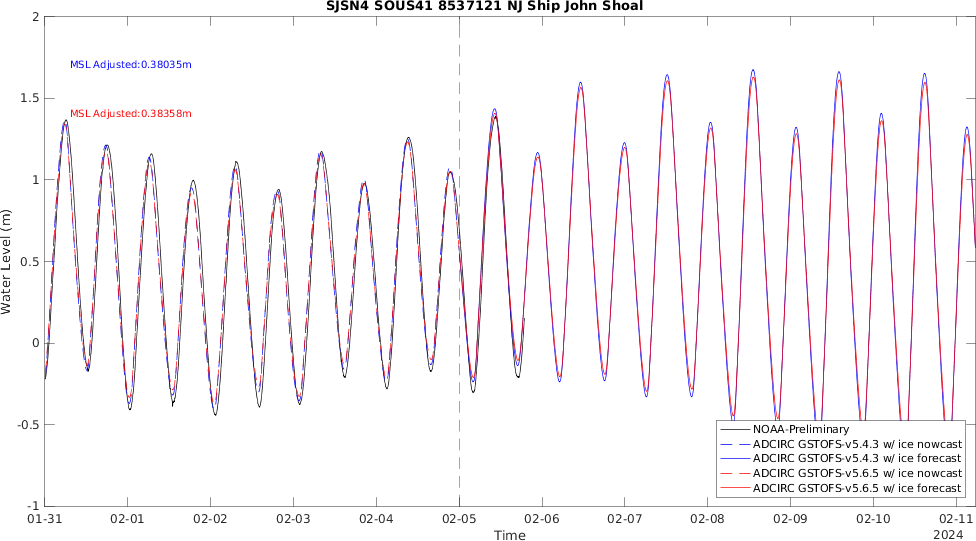 SJSN4 SOUS41 8537121 NJ Ship John Shoal
2
MSL Adjusted:0.38035m
1.5
MSL Adjusted:0.38358m
1
0.5
Water Level (m)
0
-0.5
-1
NOAA-Preliminary
ADCIRC GSTOFS-v5.4.3 w/ ice nowcast
ADCIRC GSTOFS-v5.4.3 w/ ice forecast
ADCIRC GSTOFS-v5.6.5 w/ ice nowcast
ADCIRC GSTOFS-v5.6.5 w/ ice forecast
01-31 02-01 02-02 02-03 02-04 02-05 02-06 02-07 02-08 02-09 02-10 02-11
Time
2024